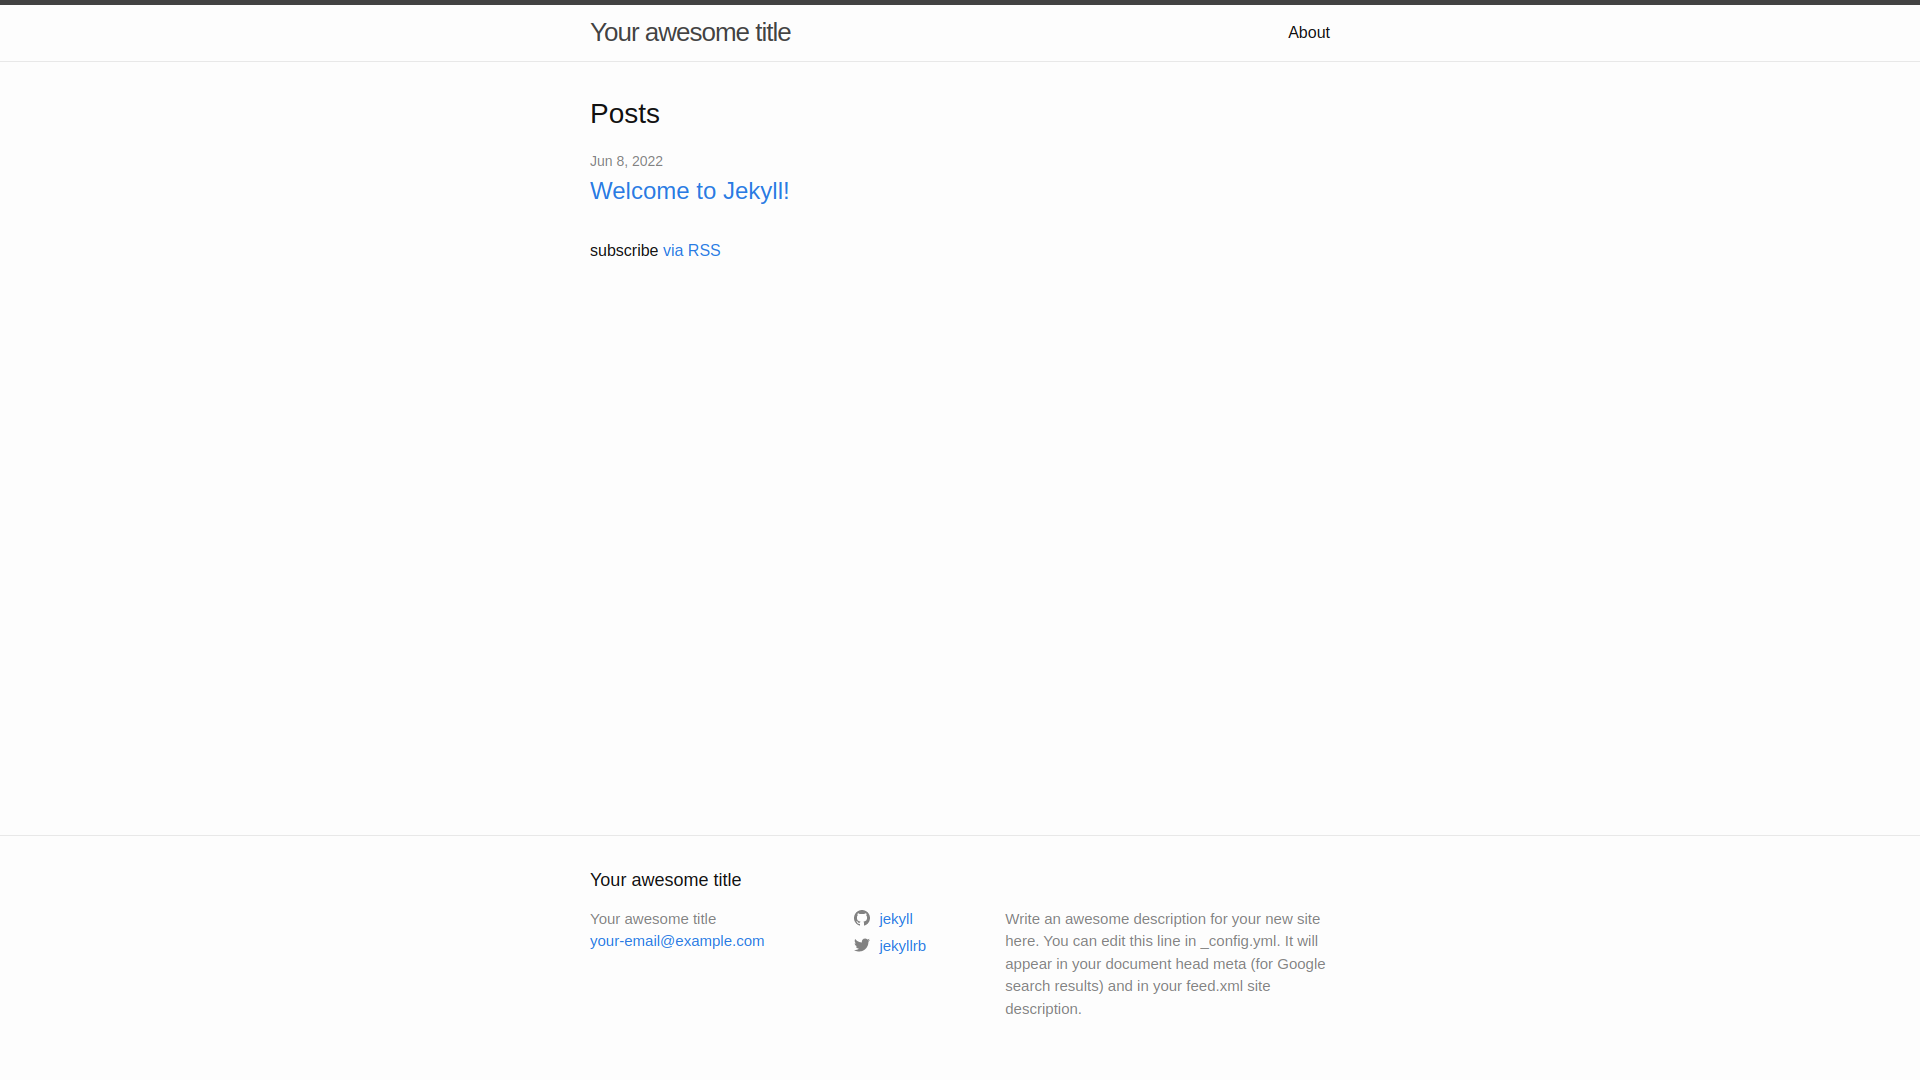 Your awesome title
About
Posts
Jun 8, 2022
Welcome to Jekyll!
subscribe via RSS
Your awesome title
Your awesome title
your-email@example.com
jekyll
jekyllrb
Write an awesome description for your new site
here. You can edit this line in _config.yml. It will
appear in your document head meta (for Google
search results) and in your feed.xml site
description.